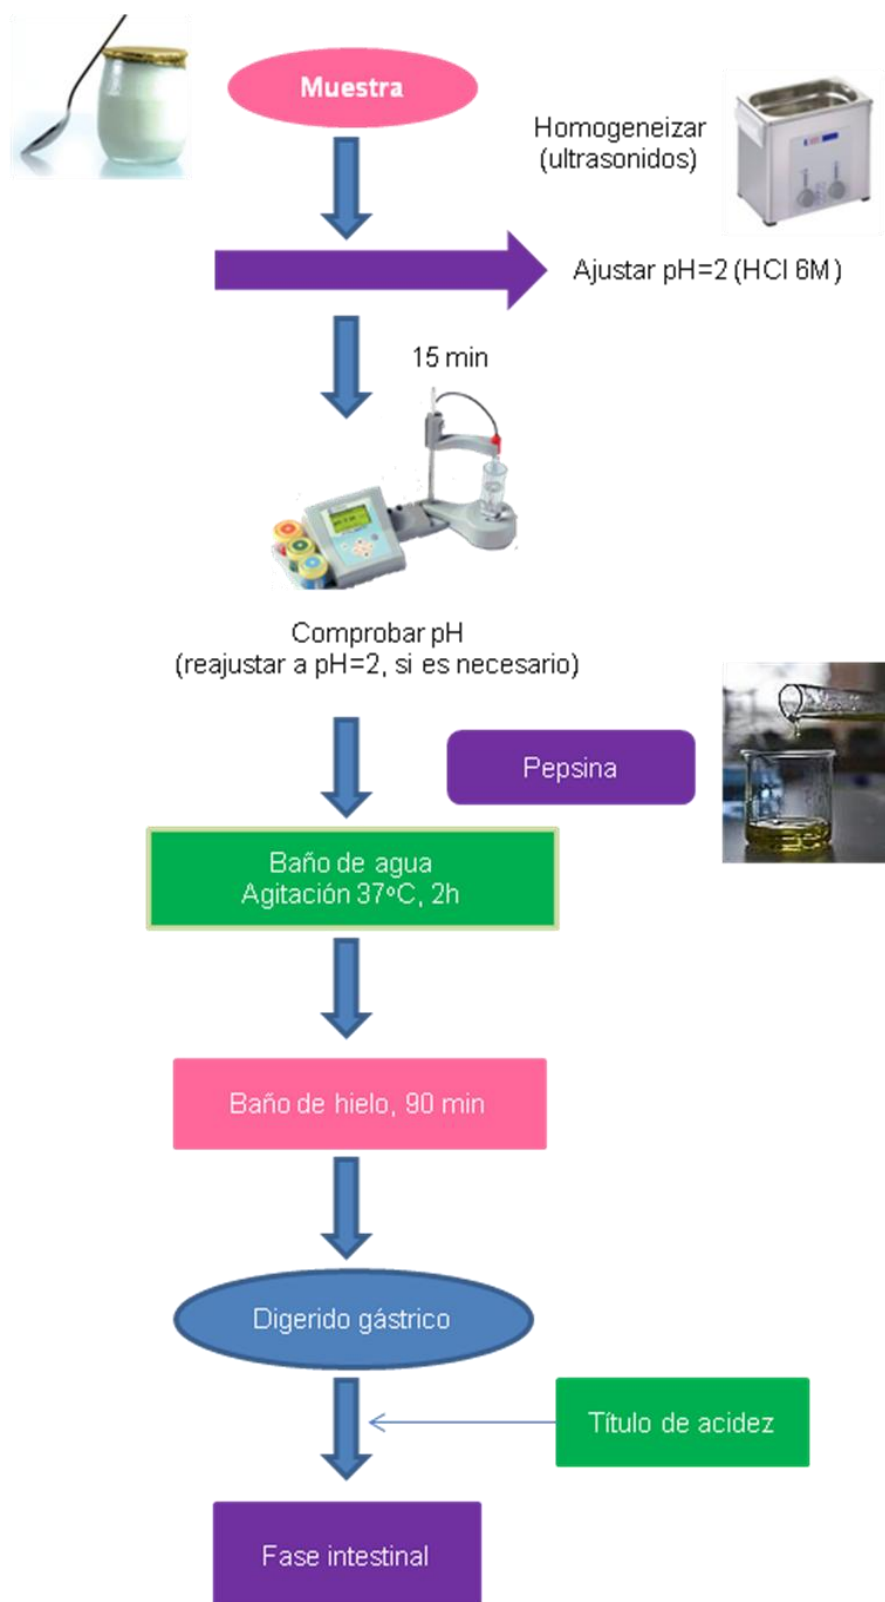 Muestra
Homogeneizar
(ultrasonidos)
Ajustar pH=2 (HCl 6M)
15 min
Comprobar pH
(reajustar a pH=2, si es necesario)
Pepsina
Baño de agua
Agitación 37ºC, 2h
Baño de hielo, 90 min
Digerido gástrico
Título de acidez
Fase intestinal